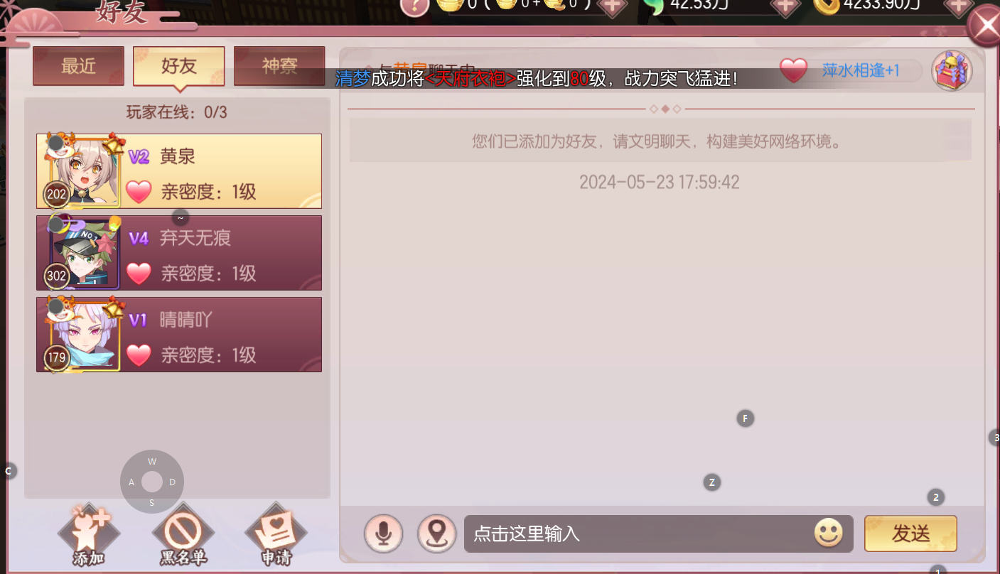 好友
0(0+0)
42.53万
4233.90万
最近
好友
神寮
清梦成功将<天府衣袍>强化到80级，战力突飞猛进！
萍水相逢+1
玩家在线：0/3
您们已添加为好友，请文明聊天，构建美好网络环境。
2024-05-23 17:59:42
V2 黄泉
202
亲密度：1级
~
V4 弃天无痕
NO.1
302
亲密度：1级
V1 晴晴吖
179
亲密度：1级
F
3
C
W
A
D
S
Z
2
添加
黑名单
申请
点击这里输入
发送
1